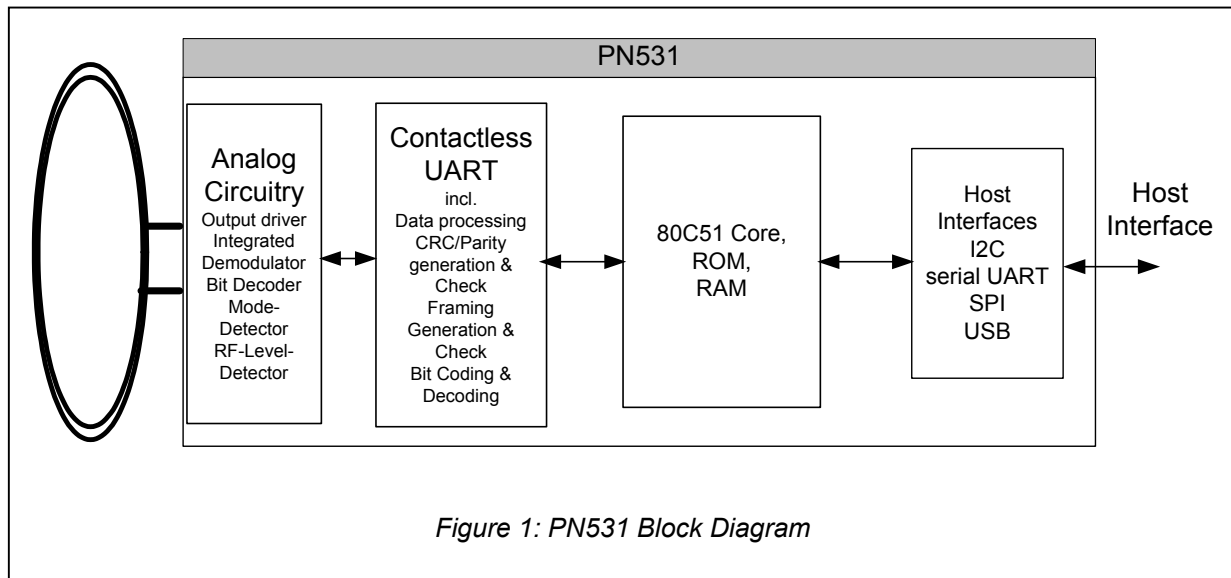 PN531
Analog
Circuitry
Output driver
Integrated
Demodulator
Bit Decoder
Mode-
Detector
RF-Level-
Detector
Contactless
UART
incl.
Data processing
CRC/Parity
generation &
Check
Framing
Generation &
Check
Bit Coding &
Decoding
80C51 Core,
ROM,
RAM
Host
Interfaces
I2C
serial UART
SPI
USB
Host
Interface
Figure 1: PN531 Block Diagram